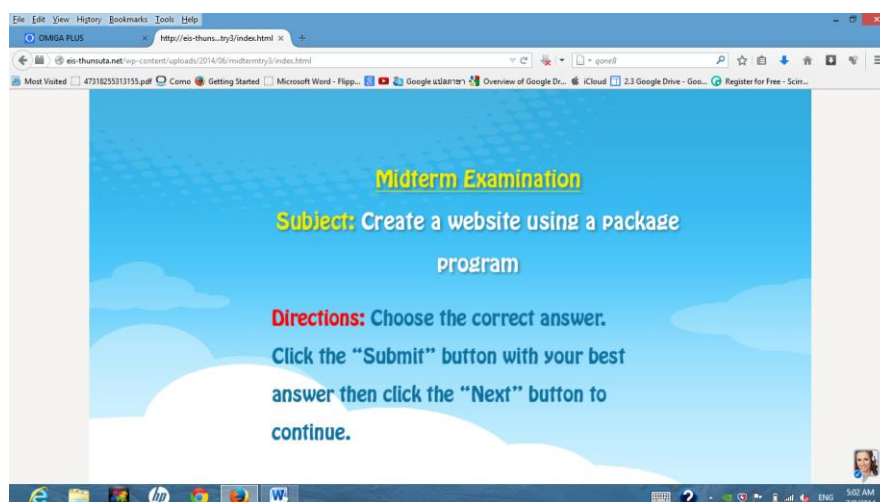 File Edit View History Bookmarks Tools Help
OMIGA PLUS × http://eis-thuns...try3/index.html × +
eis-thunsuta.net/wp-content/uploads/2014/06/midtermtry3/index.html
Most Visited 47318255313155.pdf Como Getting Started Microsoft Word - Flipp... Google แปลภาษา Overview of Google Dr... iCloud 2.3 Google Drive - Goo... Register for Free - Scirr...
Midterm Examination
Subject: Create a website using a package
program
Directions: Choose the correct answer.
Click the “Submit” button with your best
answer then click the “Next” button to
continue.
ENG 5:02 AM